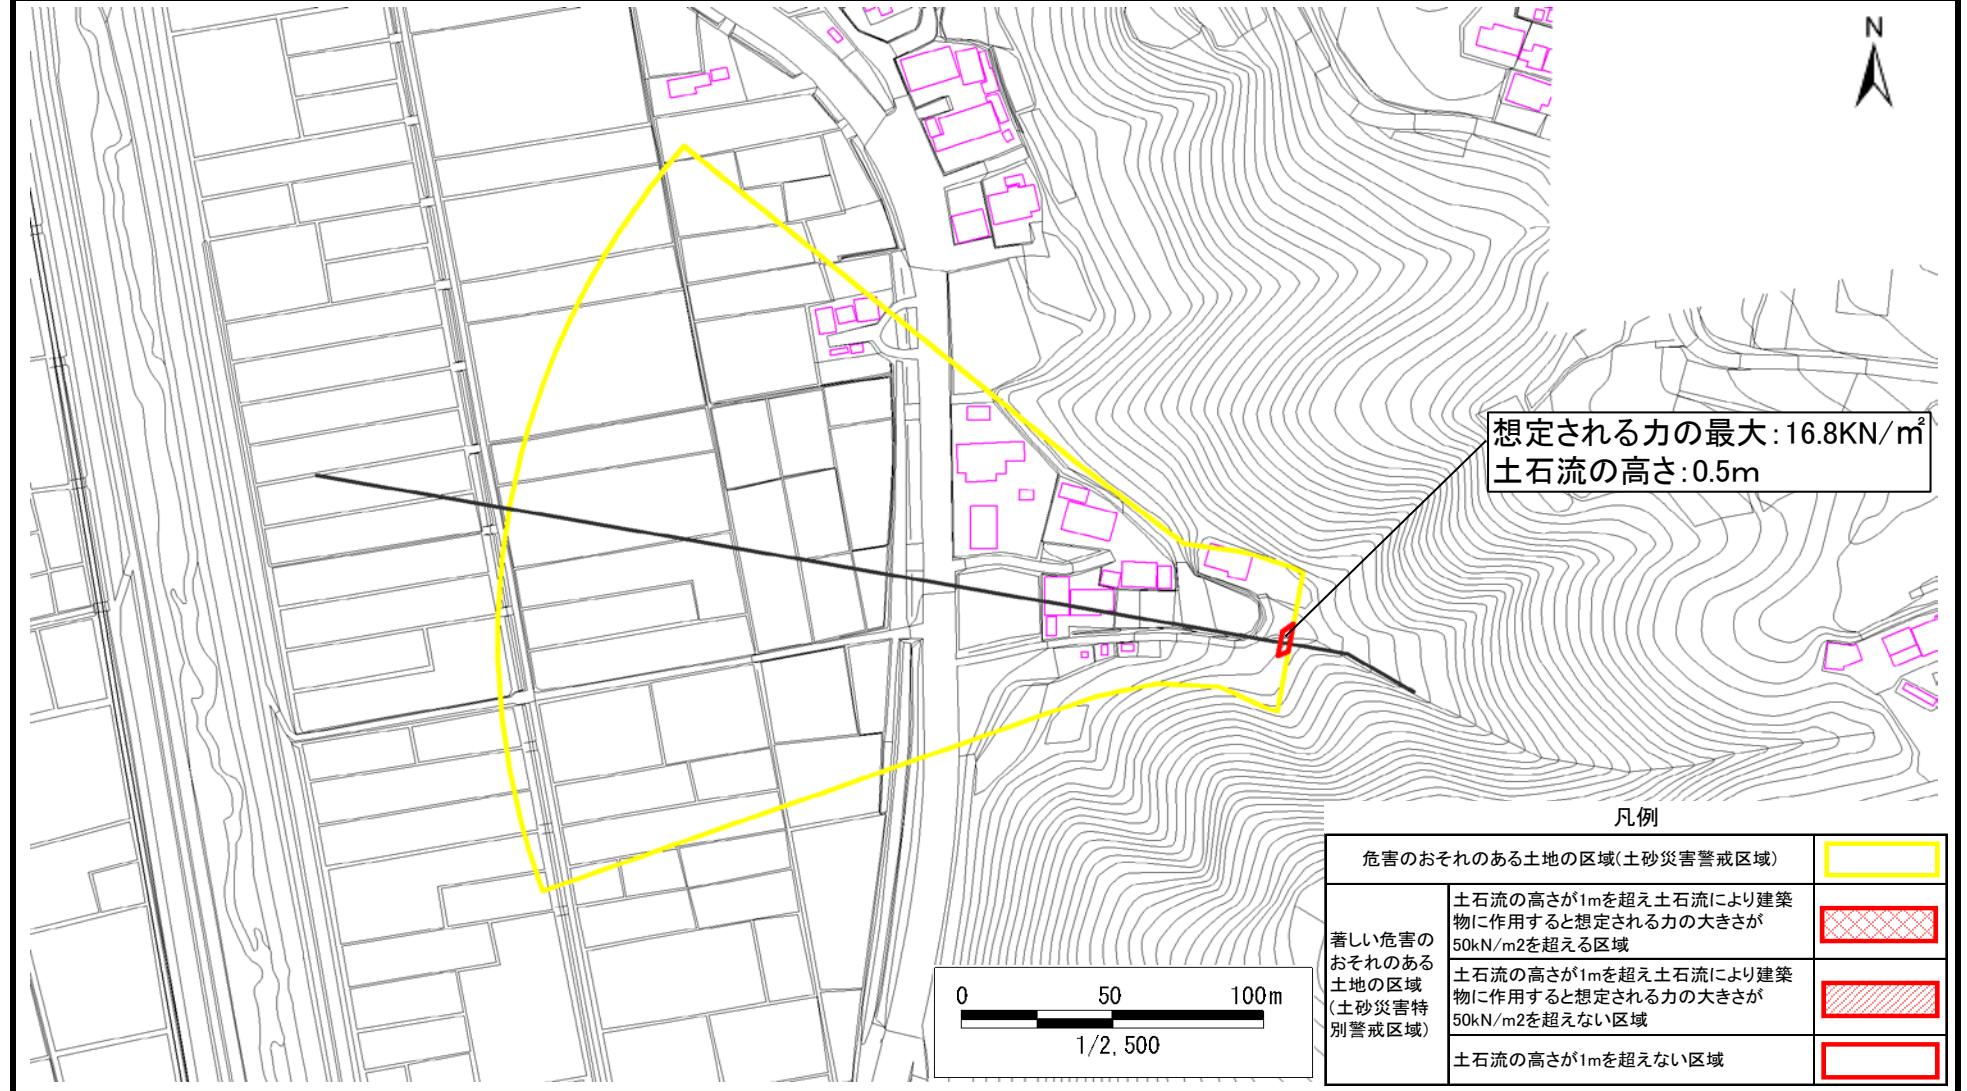 N
想定される力の最大:16.8KN/㎡
土石流の高さ:0.5m
凡例
危害のおそれのある土地の区域(土砂災害警戒区域)
著しい危害の
おそれのある
土地の区域
(土砂災害特
別警戒区域)
土石流の高さが1mを超え土石流により建築
物に作用すると想定される力の大きさが
50kN/m2を超える区域
土石流の高さが1mを超え土石流により建築
物に作用すると想定される力の大きさが
50kN/m2を超えない区域
土石流の高さが1mを超えない区域
0 50 100m
1/2,500